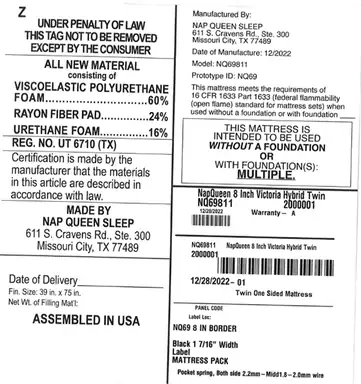 Z
UNDER PENALTY OF LAW
THIS TAG NOT TO BE REMOVED
EXCEPT BY THE CONSUMER
ALL NEW MATERIAL
consisting of
VISCOELASTIC POLYURETHANE
FOAM.........................60%
RAYON FIBER PAD.........24%
URETHANE FOAM............16%
REG. NO. UT 6710 (TX)
Certification is made by the
manufacturer that the materials
in this article are described in
accordance with law.
MADE BY
NAP QUEEN SLEEP
611 S. Cravens Rd., Ste. 300
Missouri City, TX 77489
Date of Delivery
Fin. Size: 39 in. x 75 in.
Net Wt. of Filling Mat'l:
ASSEMBLED IN USA
Manufactured By:
NAP QUEEN SLEEP
611 S. Cravens Rd., Ste. 300
Missouri City, TX 77489
Date of Manufacture: 12/2022
Model: NQ69811
Prototype ID: NQ69
This mattress meets the requirements of
16 CFR 1633 Part 1633 (federal flammability
(open flame) standard for mattress sets) when
used without a foundation or with foundation
THIS MATTRESS IS
INTENDED TO BE USED
WITHOUT A FOUNDATION
OR
WITH FOUNDATION(S):
MULTIPLE.
NapQueen 8 Inch Victoria Hybrid Twin
NQ69811 2000001
12/28/2022 Warranty - A
NQ69811 NapQueen 8 Inch Victoria Hybrid Twin
2000001
12/28/2022-01
Twin One Sided Mattress
PANEL CODE
Label Loc:
NQ69 8 IN BORDER
Black 1 7/16" Width
Label
MATTRESS PACK
Pocket spring, Both side 2.2mm-Midd1.8-2.0mm wire